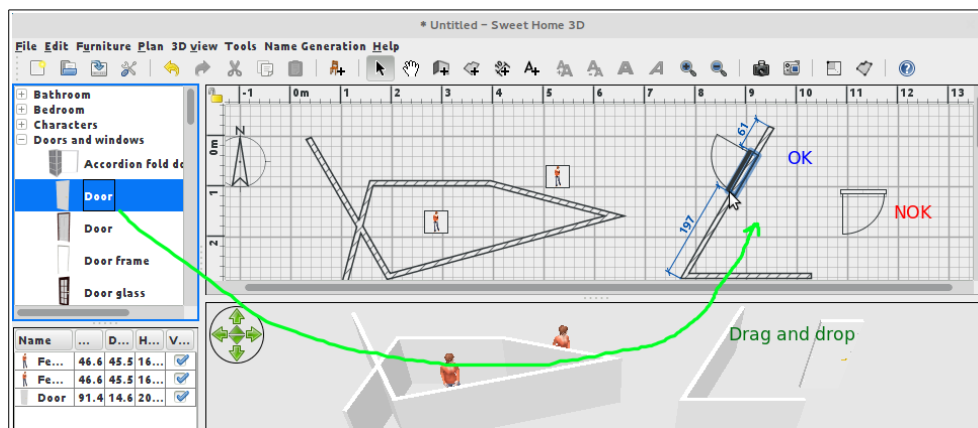 * Untitled – Sweet Home 3D
File Edit Furniture Plan 3D view Tools Name Generation Help
Bathroom
Bedroom
Characters
Doors and windows
Accordion fold do
Door
Door
Door frame
Door glass
-1 0m 1 2 3 4 5 6 7 8 9 10 11 12 13
0m
1
2
N
61
197
OK
NOK
Drag and drop
Name ... D... H... V...
Fe... 46.6 45.5 16...
Fe... 46.6 45.5 16...
Door 91.4 14.6 20...